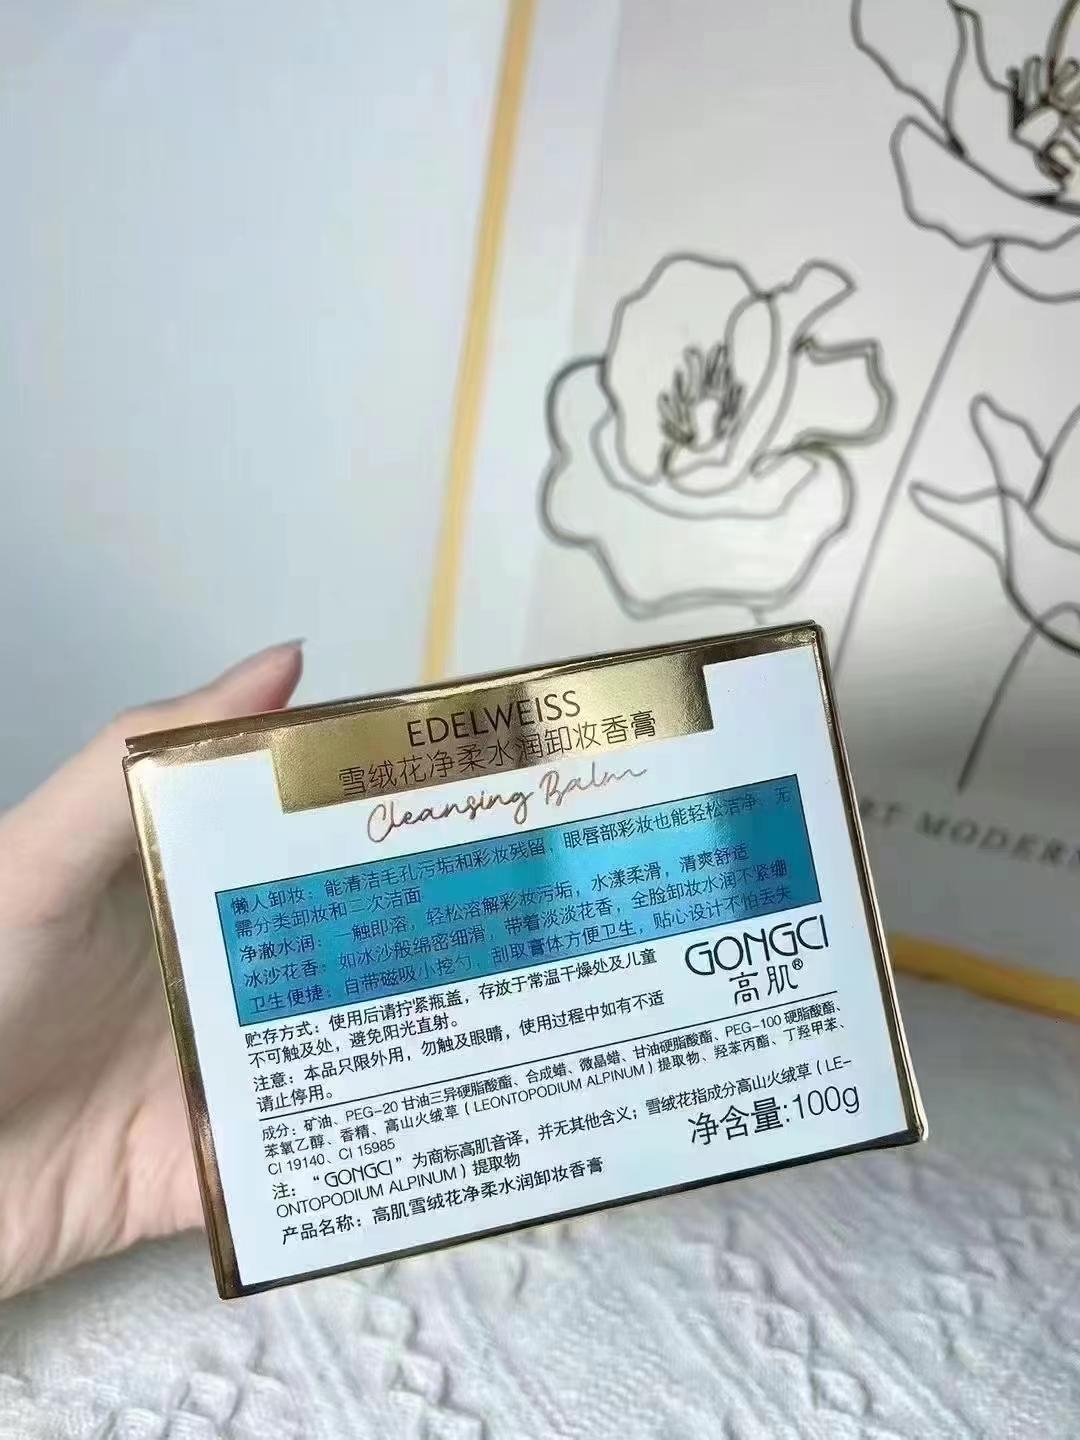 EDELWEISS
雪绒花净柔水润卸妆香膏
Cleansing Balm
懒人卸妆：能清洁毛孔污垢和彩妆残留，眼唇部彩妆也能轻松洁净，无
需分类卸妆和二次洁面
净澈水润：一触即溶，轻松溶解彩妆污垢，水漾柔滑，清爽舒适
冰沙花香：如冰沙般绵密细滑，带着淡淡花香，全脸卸妆水润不紧绷
卫生便捷：自带磁吸小挖勺，刮取膏体方便卫生，贴心设计不怕丢失
GONGCI
高肌®
贮存方式：使用后请拧紧瓶盖，存放于常温干燥处及儿童
不可触及处，避免阳光直射。
注意：本品只限外用，勿触及眼睛，使用过程中如有不适
请止停用。
成分：矿油、PEG-20 甘油三异硬脂酸酯、合成蜡、微晶蜡、甘油硬脂酸酯、PEG-100 硬脂酸酯、
苯氧乙醇、香精、高山火绒草（LEONTOPODIUM ALPINUM）提取物、羟苯丙酯、丁羟甲苯、
CI 19140、CI 15985
注：“GONGCI”为商标高肌音译，并无其他含义；雪绒花指成分高山火绒草（LE-
ONTOPODIUM ALPINUM）提取物
产品名称：高肌雪绒花净柔水润卸妆香膏
净含量:100g
RT MODERN